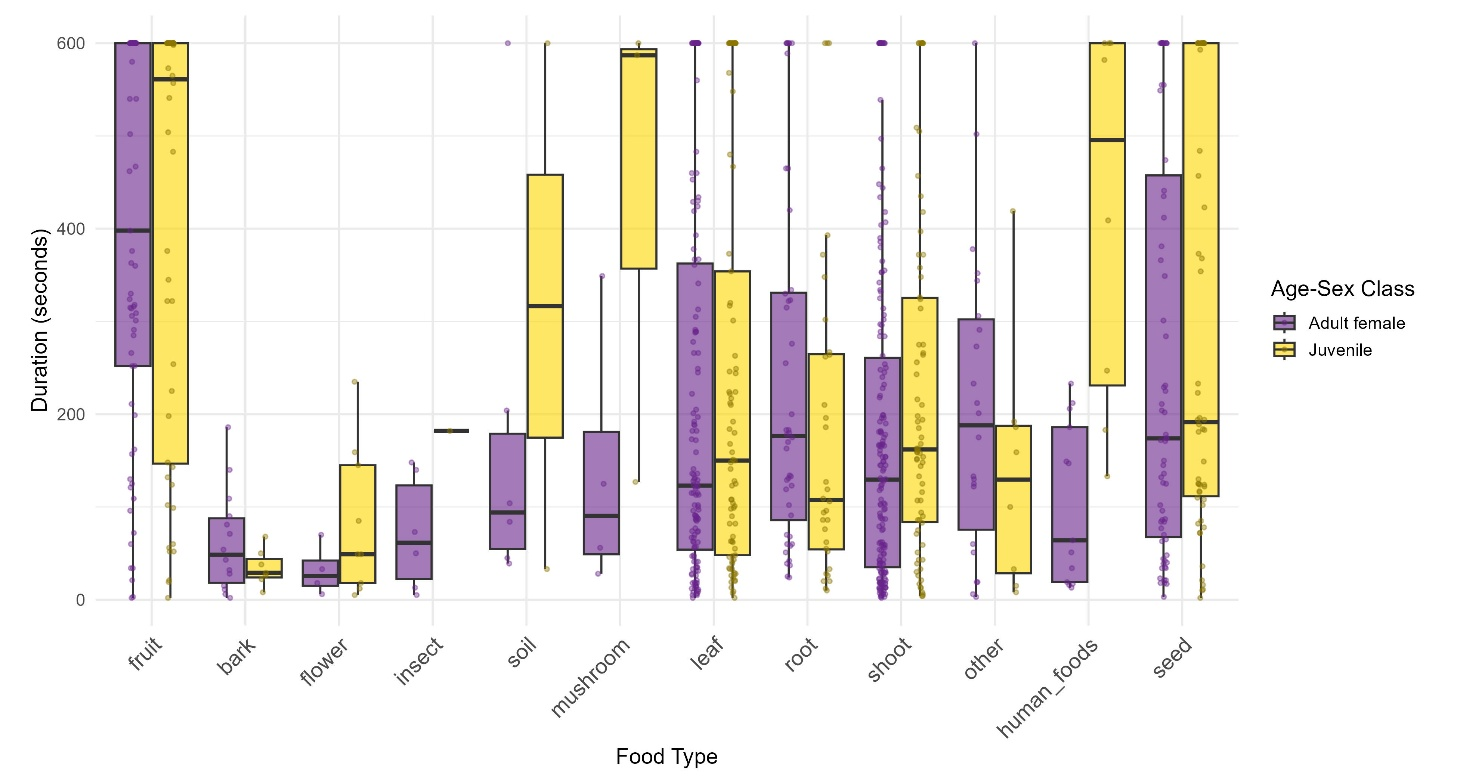 600
400
200
0
Duration (seconds)
fruit
bark
flower
insect
soil
mushroom
leaf
root
shoot
other
human_foods
seed
Food Type
Age-Sex Class
Adult female
Juvenile